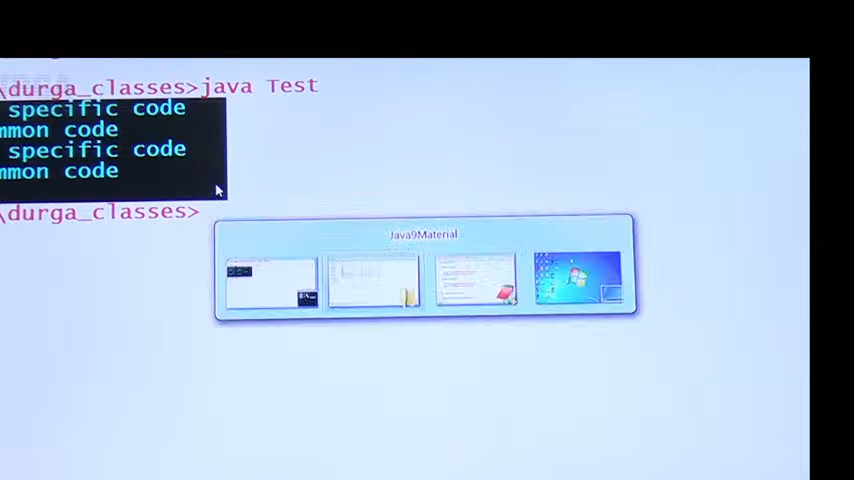 \durga_classes>java Test
specific code
mmon code
specific code
mmon code
\durga_classes>
Java9Material